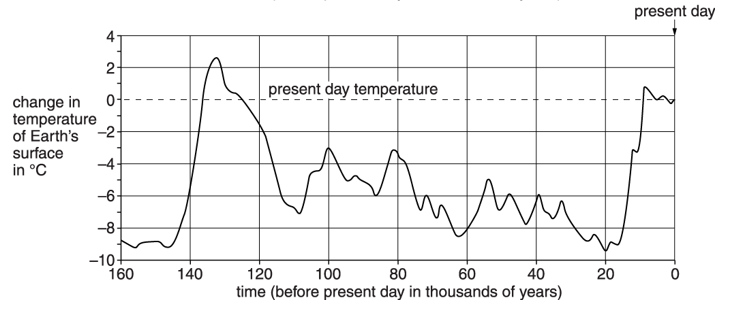 present day
4
2
0
−2
−4
−6
−8
−10
change in
temperature
of Earth's
surface
in °C
present day temperature
160
140
120
100
80
60
40
20
0
time (before present day in thousands of years)